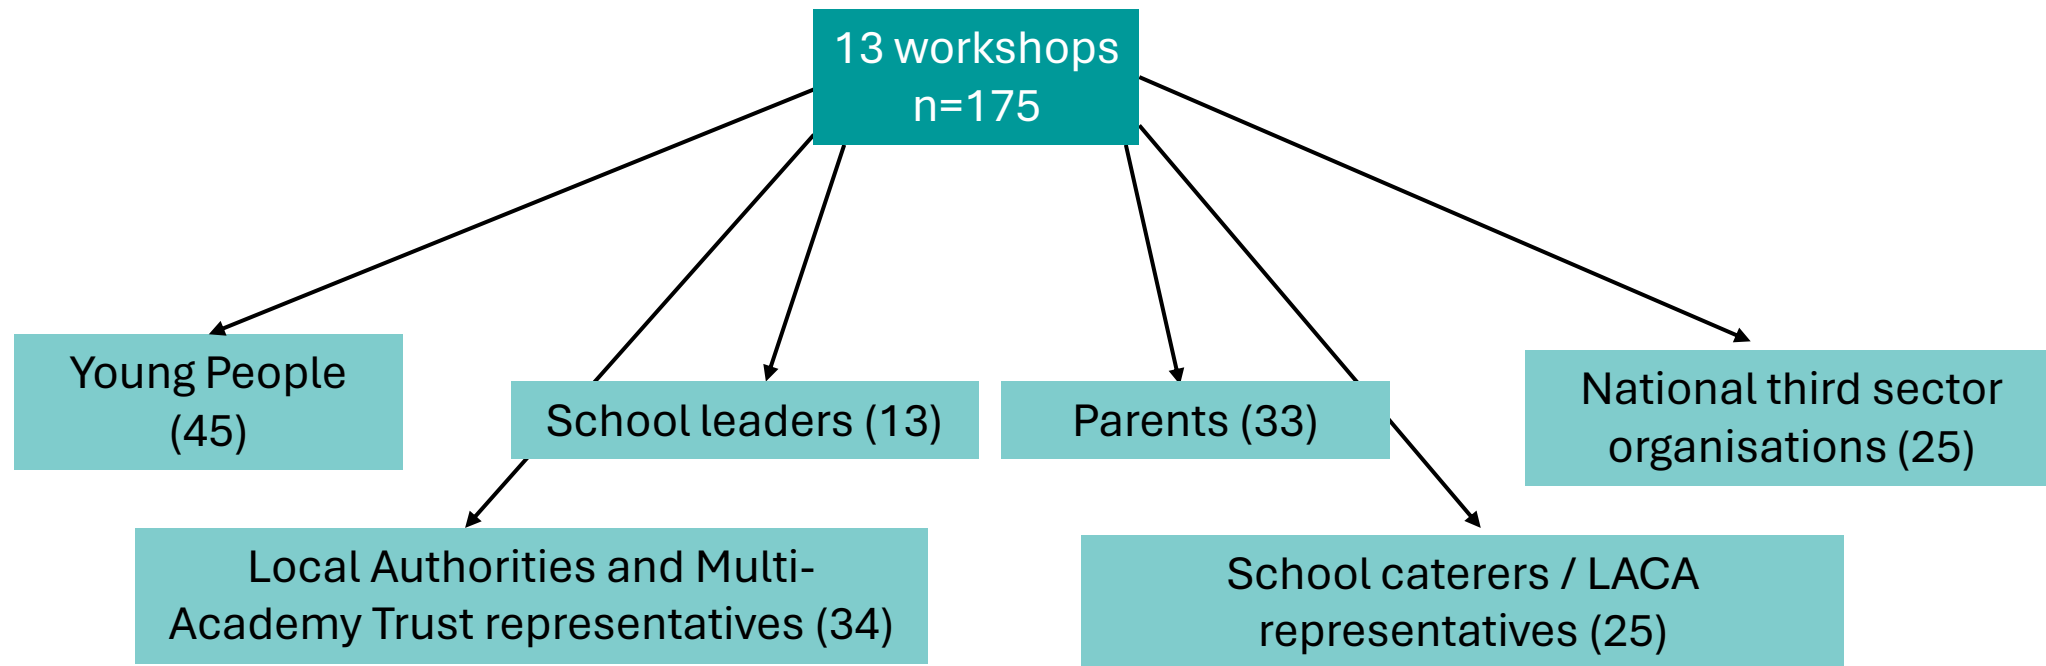 13 workshops
n=175
Young People
(45)
School leaders (13)
Parents (33)
National third sector
organisations (25)
Local Authorities and Multi-
Academy Trust representatives (34)
School caterers / LACA
representatives (25)